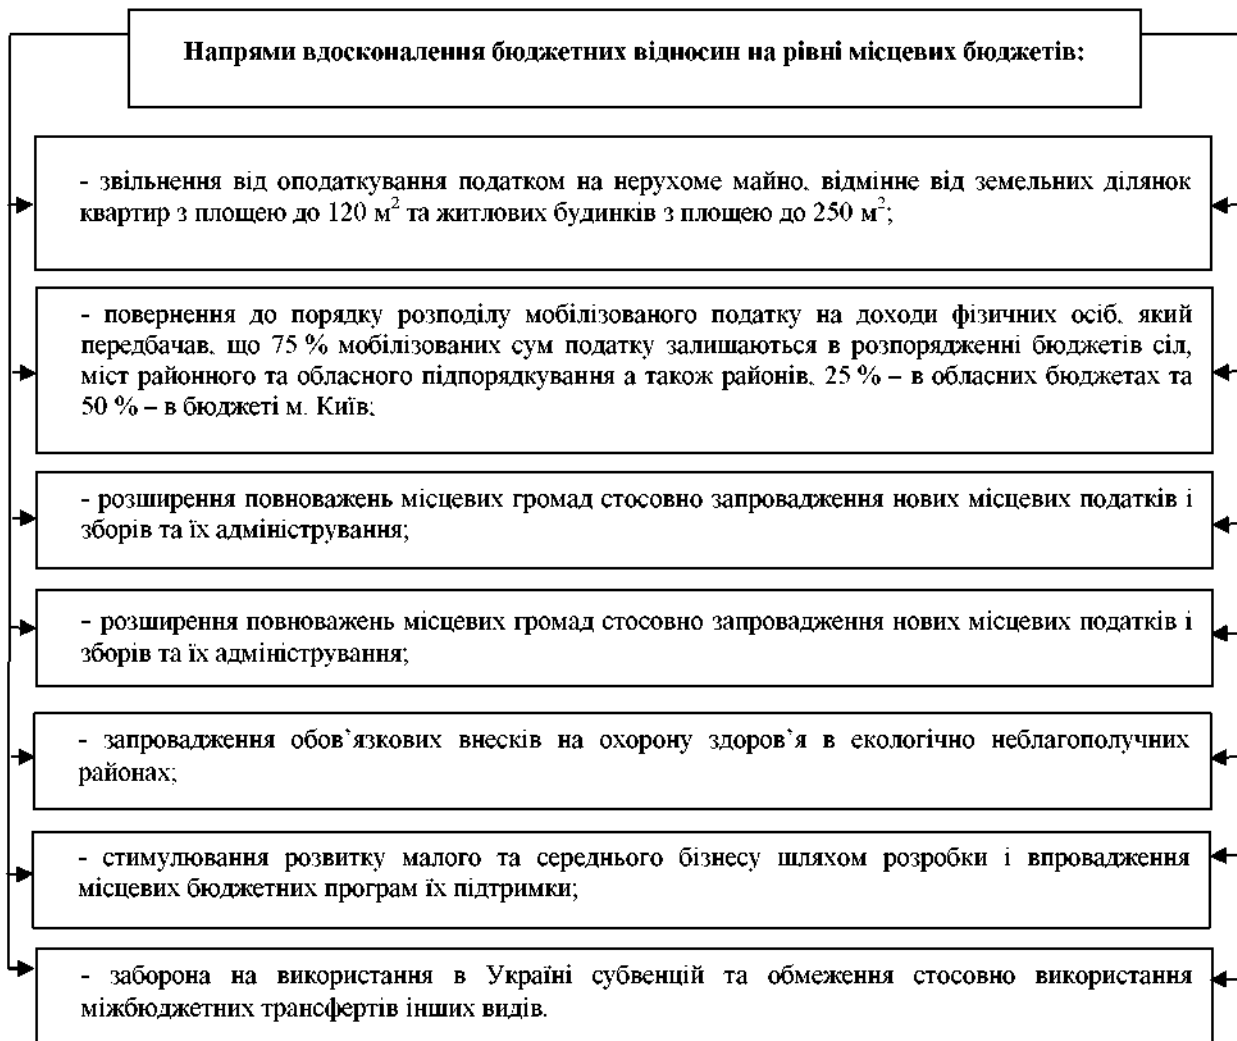 Напрями вдосконалення бюджетних відносин на рівні місцевих бюджетів:
- звільнення від оподаткування податком на нерухоме майно, відмінне від земельних ділянок
квартир з площею до 120 м² та житлових будинків з площею до 250 м²;
- повернення до порядку розподілу мобілізованого податку на доходи фізичних осіб, який
передбачав, що 75 % мобілізованих сум податку залишаються в розпорядженні бюджетів сіл,
міст районного та обласного підпорядкування а також районів, 25 % – в обласних бюджетах та
50 % – в бюджеті м. Київ;
- розширення повноважень місцевих громад стосовно запровадження нових місцевих податків і
зборів та їх адміністрування;
- розширення повноважень місцевих громад стосовно запровадження нових місцевих податків і
зборів та їх адміністрування;
- запровадження обов’язкових внесків на охорону здоров’я в екологічно неблагополучних
районах;
- стимулювання розвитку малого та середнього бізнесу шляхом розробки і впровадження
місцевих бюджетних програм їх підтримки;
- заборона на використання в Україні субвенцій та обмеження стосовно використання
міжбюджетних трансфертів інших видів.